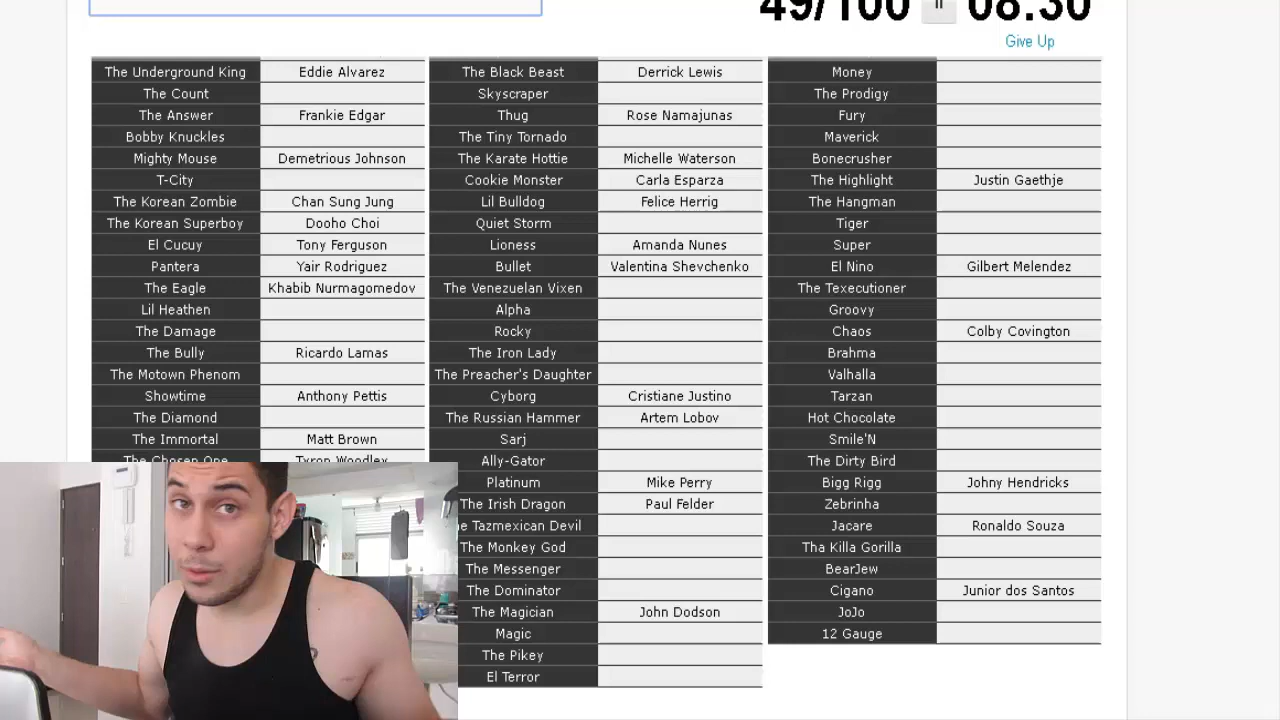 49/100 08:30
Give Up
The Underground King Eddie Alvarez The Black Beast Derrick Lewis Money
The Count Skyscraper The Prodigy
The Answer Frankie Edgar Thug Rose Namajunas Fury
Bobby Knuckles The Tiny Tornado Maverick
Mighty Mouse Demetrious Johnson The Karate Hottie Michelle Waterson Bonecrusher
T-City Cookie Monster Carla Esparza The Highlight Justin Gaethje
The Korean Zombie Chan Sung Jung Lil Bulldog Felice Herrig The Hangman
The Korean Superboy Dooho Choi Quiet Storm Tiger
El Cucuy Tony Ferguson Lioness Amanda Nunes Super
Pantera Yair Rodriguez Bullet Valentina Shevchenko El Nino Gilbert Melendez
The Eagle Khabib Nurmagomedov The Venezuelan Vixen The Texecutioner
Lil Heathen Alpha Groovy
The Damage Rocky Chaos Colby Covington
The Bully Ricardo Lamas The Iron Lady Brahma
The Motown Phenom The Preacher's Daughter Valhalla
Showtime Anthony Pettis Cyborg Cristiane Justino Tarzan
The Diamond The Russian Hammer Artem Lobov Hot Chocolate
The Immortal Matt Brown Sarj Smile'N
The Chosen One Tyron Woodley Ally-Gator The Dirty Bird
Platinum Mike Perry Bigg Rigg Johny Hendricks
The Irish Dragon Paul Felder Zebrinha
e Tazmexican Devil Jacare Ronaldo Souza
The Monkey God Tha Killa Gorilla
The Messenger BearJew
The Dominator Cigano Junior dos Santos
The Magician John Dodson JoJo
Magic 12 Gauge
The Pikey
El Terror